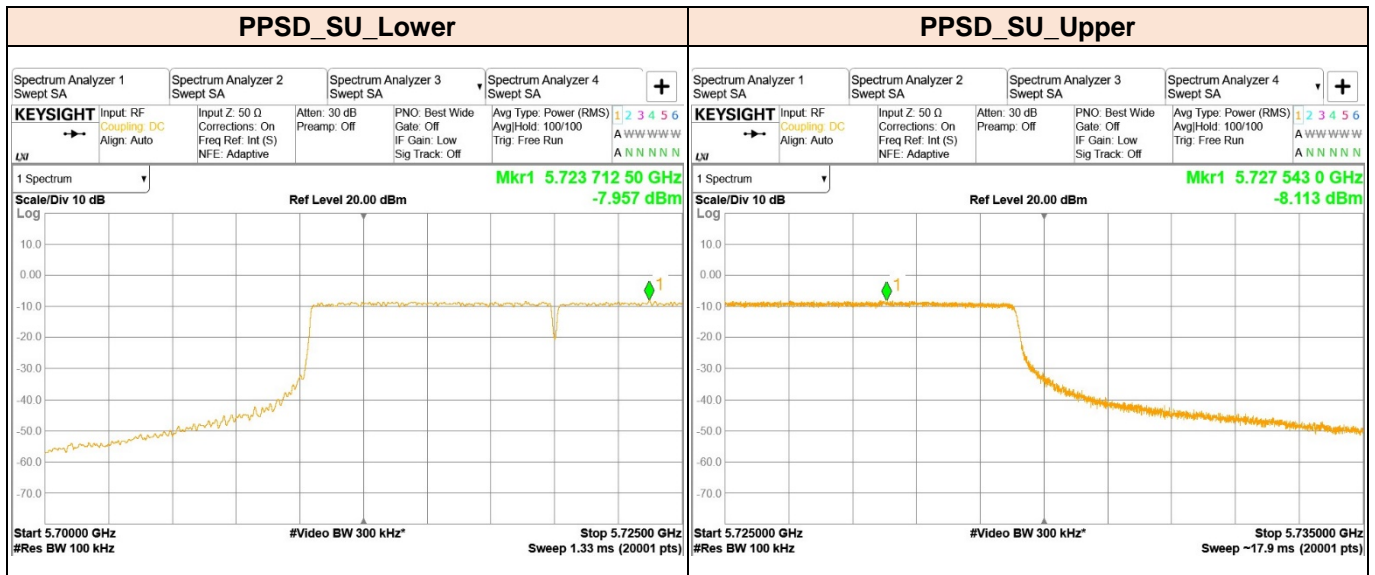 PPSD_SU_Lower
PPSD_SU_Upper
Spectrum Analyzer 1
Swept SA
Spectrum Analyzer 2
Swept SA
Spectrum Analyzer 3
Swept SA
Spectrum Analyzer 4
Swept SA
+
KEYSIGHT
LXI
Input: RF
Coupling: DC
Align: Auto
Input Z: 50 Ω
Corrections: On
Freq Ref: Int (S)
NFE: Adaptive
Atten: 30 dB
Preamp: Off
PNO: Best Wide
Gate: Off
IF Gain: Low
Sig Track: Off
Avg Type: Power (RMS)
Avg|Hold: 100/100
Trig: Free Run
1 2 3 4 5 6
A W W W W W
A N N N N N
1 Spectrum
Mkr1 5.723 712 50 GHz
Scale/Div 10 dB
Ref Level 20.00 dBm
-7.957 dBm
Log
10.0
0.00
-10.0
-20.0
-30.0
-40.0
-50.0
-60.0
-70.0
1
Start 5.70000 GHz
#Video BW 300 kHz*
Stop 5.72500 GHz
#Res BW 100 kHz
Sweep 1.33 ms (20001 pts)
Spectrum Analyzer 1
Swept SA
Spectrum Analyzer 2
Swept SA
Spectrum Analyzer 3
Swept SA
Spectrum Analyzer 4
Swept SA
+
KEYSIGHT
LXI
Input: RF
Coupling: DC
Align: Auto
Input Z: 50 Ω
Corrections: On
Freq Ref: Int (S)
NFE: Adaptive
Atten: 30 dB
Preamp: Off
PNO: Best Wide
Gate: Off
IF Gain: Low
Sig Track: Off
Avg Type: Power (RMS)
Avg|Hold: 100/100
Trig: Free Run
1 2 3 4 5 6
A W W W W W
A N N N N N
1 Spectrum
Mkr1 5.727 543 0 GHz
Scale/Div 10 dB
Ref Level 20.00 dBm
-8.113 dBm
Log
10.0
0.00
-10.0
-20.0
-30.0
-40.0
-50.0
-60.0
-70.0
1
Start 5.725000 GHz
#Video BW 300 kHz*
Stop 5.735000 GHz
#Res BW 100 kHz
Sweep ~17.9 ms (20001 pts)